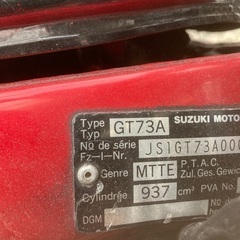 Type GT73A SUZUKI MOTO
Typ
No de série JS1GT73A000
Fz-I-Nr.
Genre MTTE P.T.A.C.
Zul. Ges. Gewic
Cylindrée 937 cm³ PVA No.
DGM